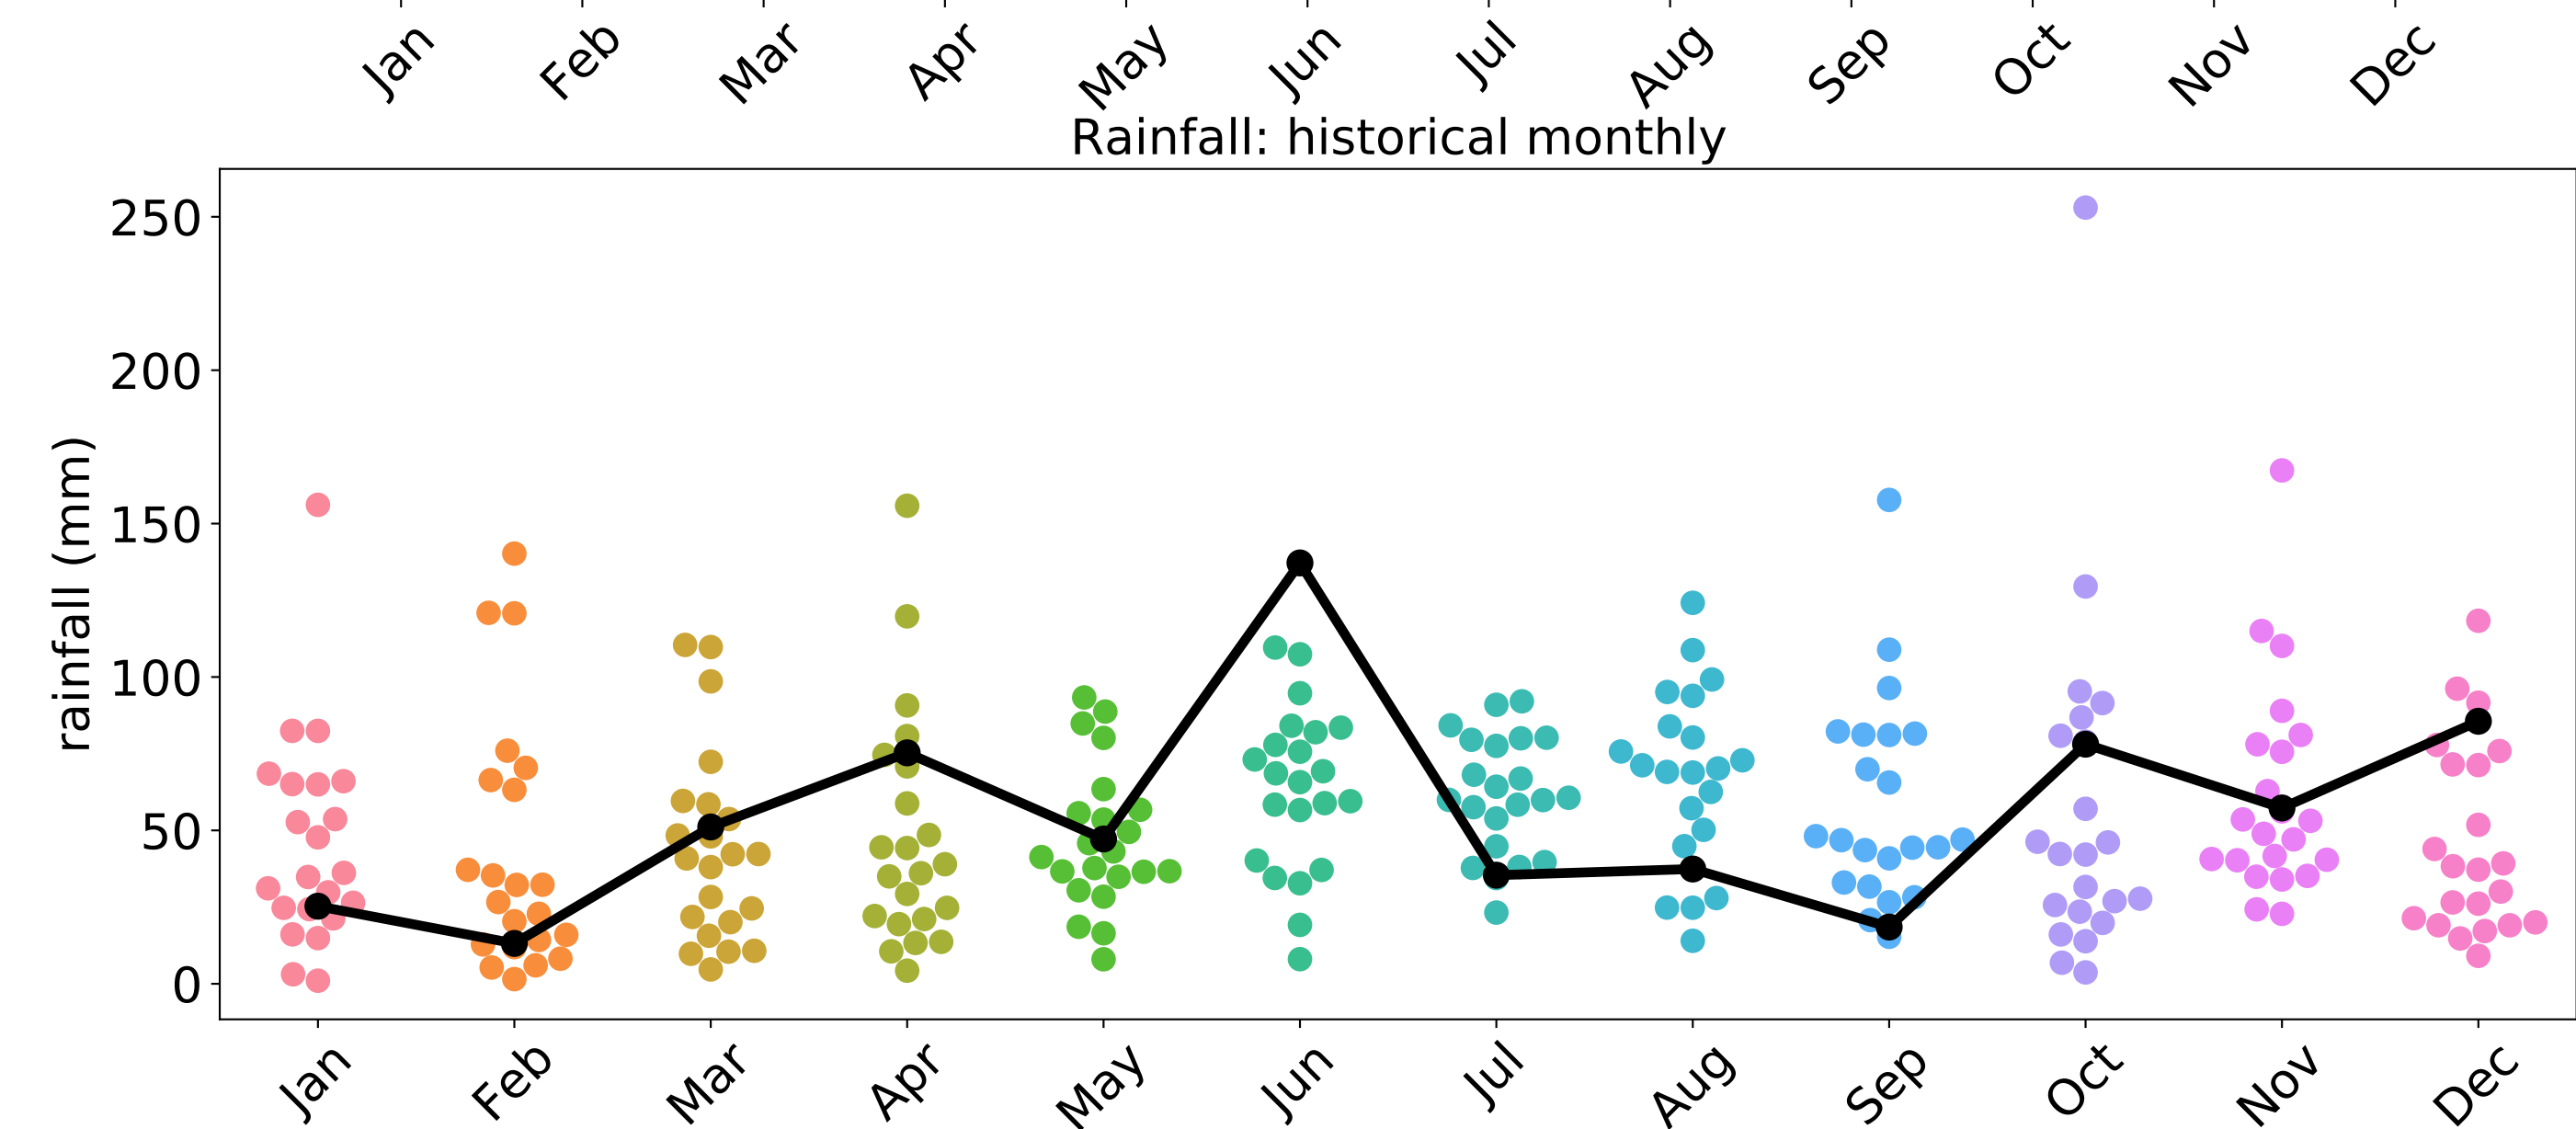 Jan Feb Mar Apr May Jun Jul Aug Sep Oct Nov Dec
Rainfall: historical monthly
250
200
150
100
50
0
rainfall (mm)
Jan Feb Mar Apr May Jun Jul Aug Sep Oct Nov Dec